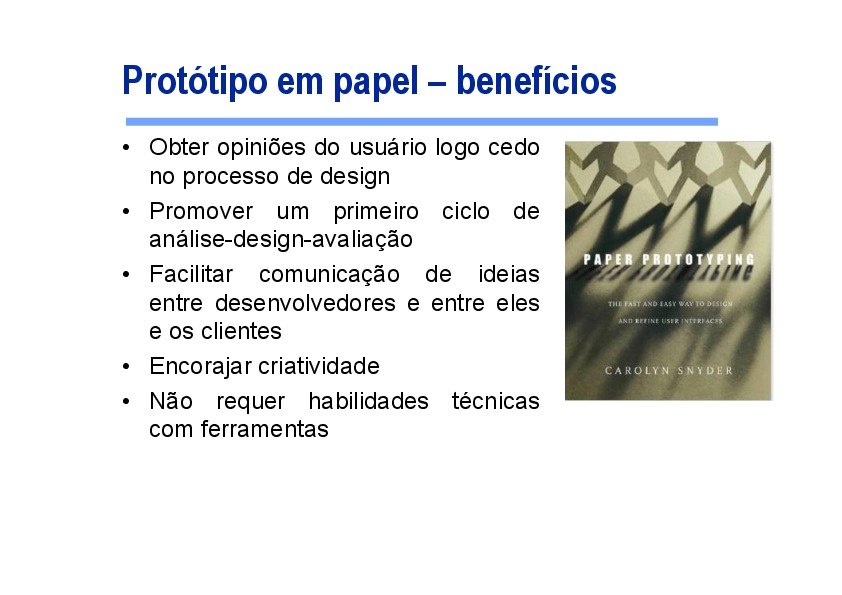 Protótipo em papel – benefícios
• Obter opiniões do usuário logo cedo
no processo de design
• Promover um primeiro ciclo de
análise-design-avaliação
• Facilitar comunicação de ideias
entre desenvolvedores e entre eles
e os clientes
• Encorajar criatividade
• Não requer habilidades técnicas
com ferramentas
PAPER PROTOTYPING
THE FAST AND EASY WAY TO DESIGN
AND REFINE USER INTERFACES
CAROLYN SNYDER